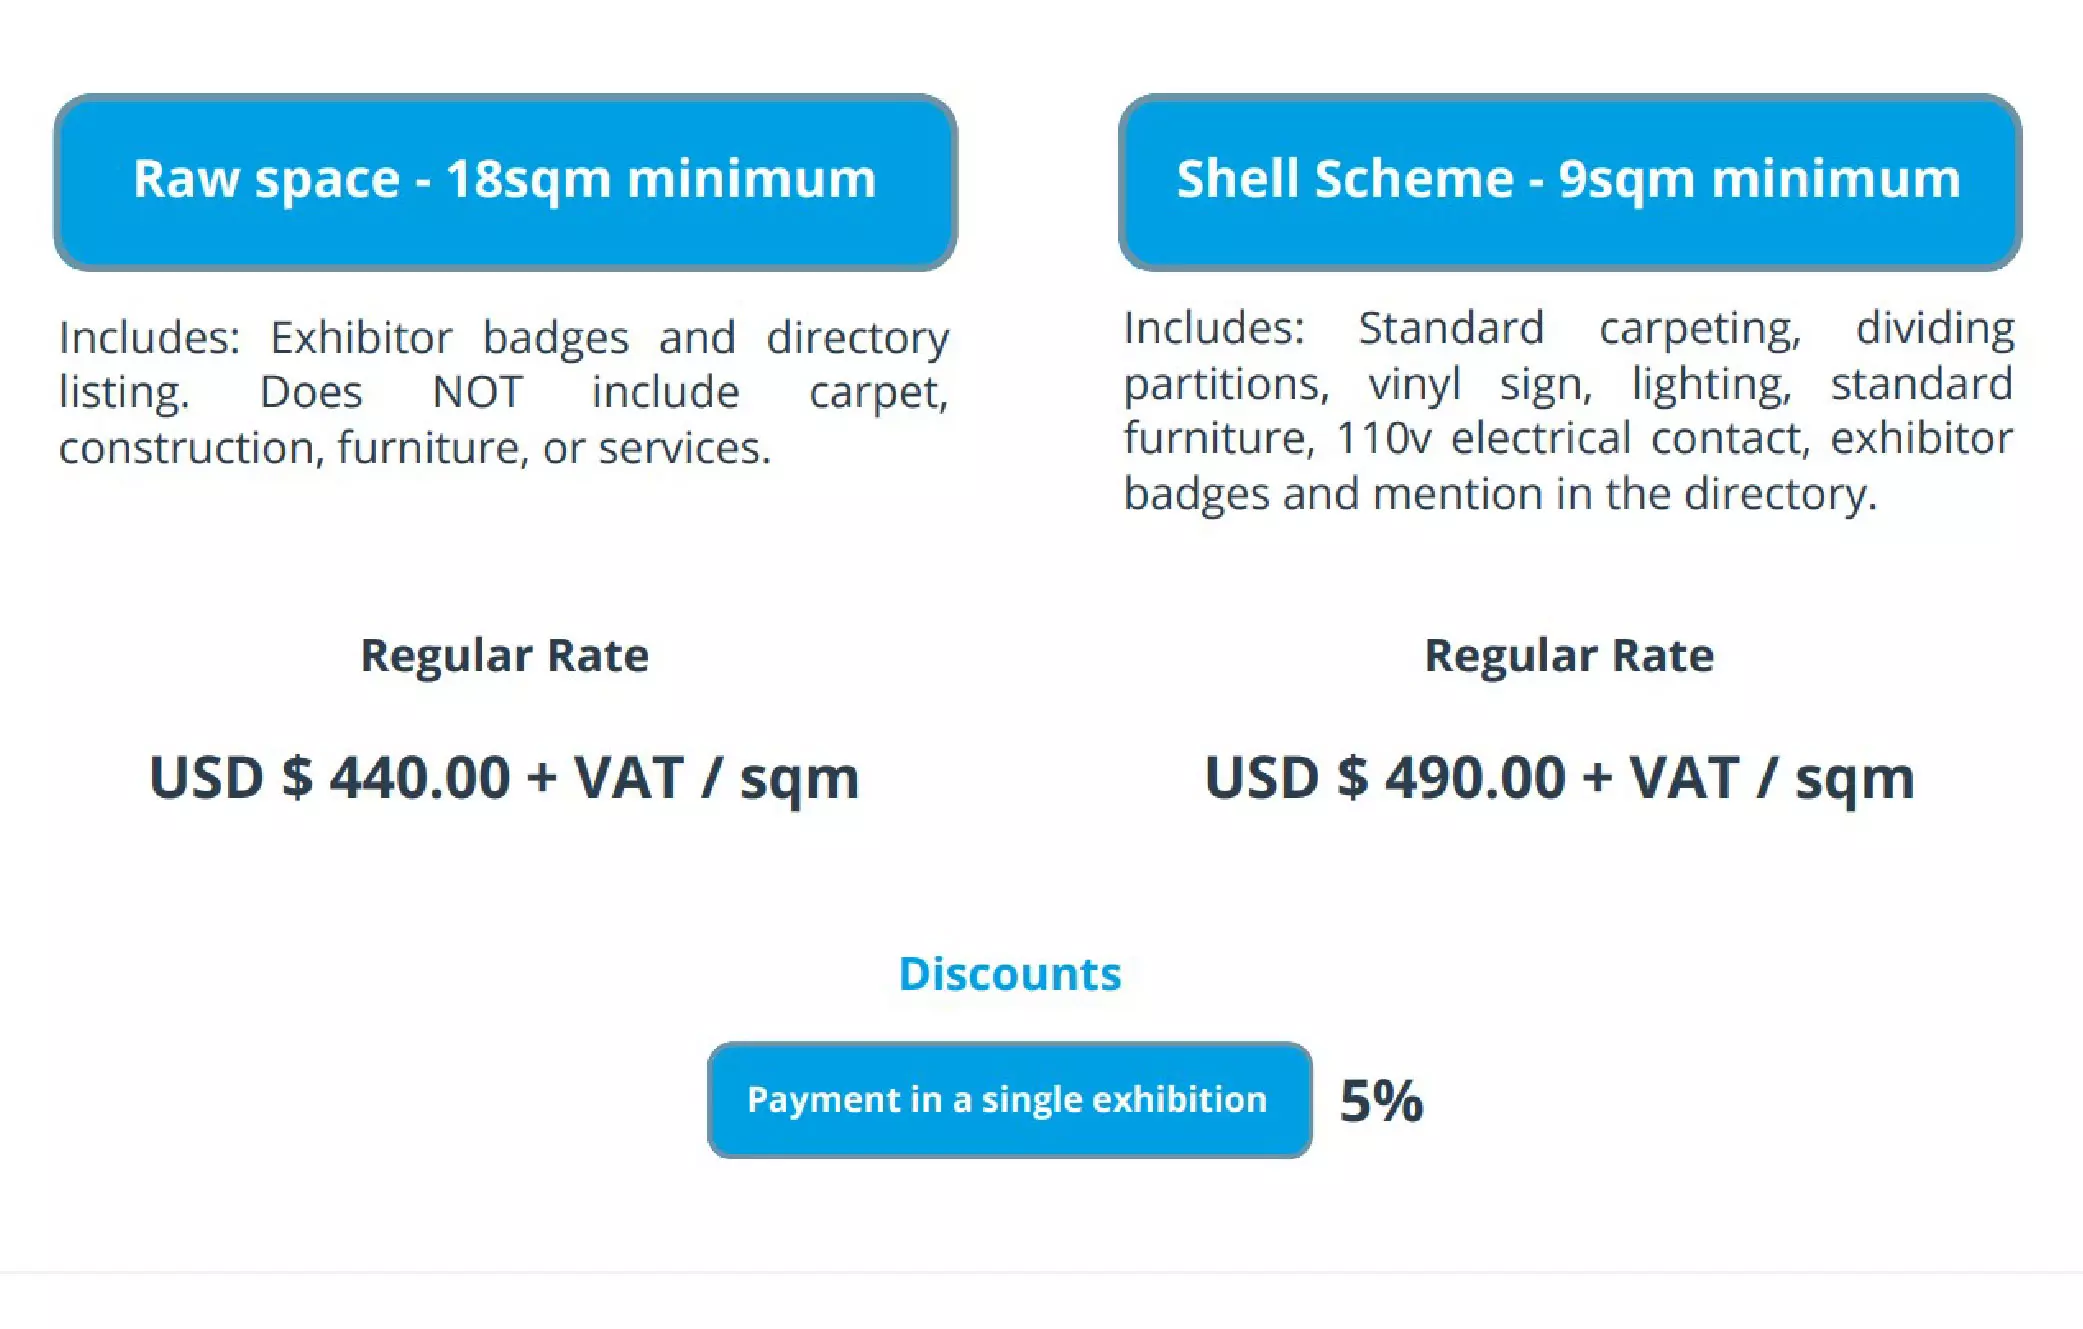 Raw space - 18sqm minimum
Includes: Exhibitor badges and directory
listing. Does NOT include carpet,
construction, furniture, or services.
Regular Rate
USD $ 440.00 + VAT / sqm
Shell Scheme - 9sqm minimum
Includes: Standard carpeting, dividing
partitions, vinyl sign, lighting, standard
furniture, 110v electrical contact, exhibitor
badges and mention in the directory.
Regular Rate
USD $ 490.00 + VAT / sqm
Discounts
Payment in a single exhibition 5%